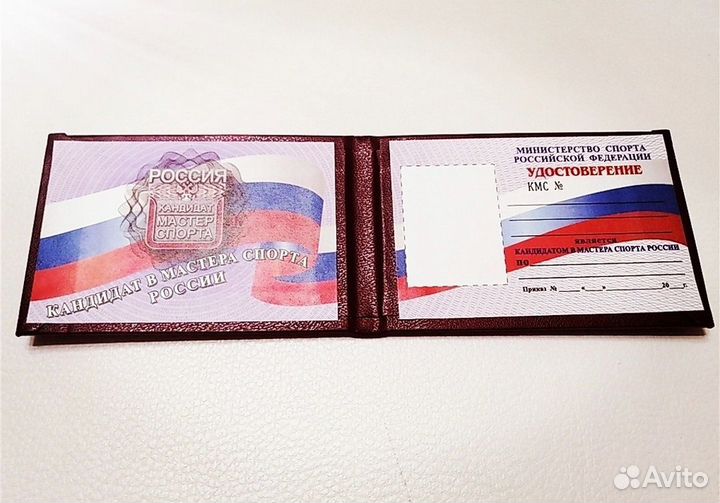 РОССИЯ
КАНДИДАТ
МАСТЕР
СПОРТА
КАНДИДАТ В МАСТЕРА СПОРТА
РОССИИ
МИНИСТЕРСТВО СПОРТА
РОССИЙСКОЙ ФЕДЕРАЦИИ
УДОСТОВЕРЕНИЕ
КМС №
является
КАНДИДАТОМ В МАСТЕРА СПОРТА РОССИИ
по
Приказ № « » 20 г.
Avito